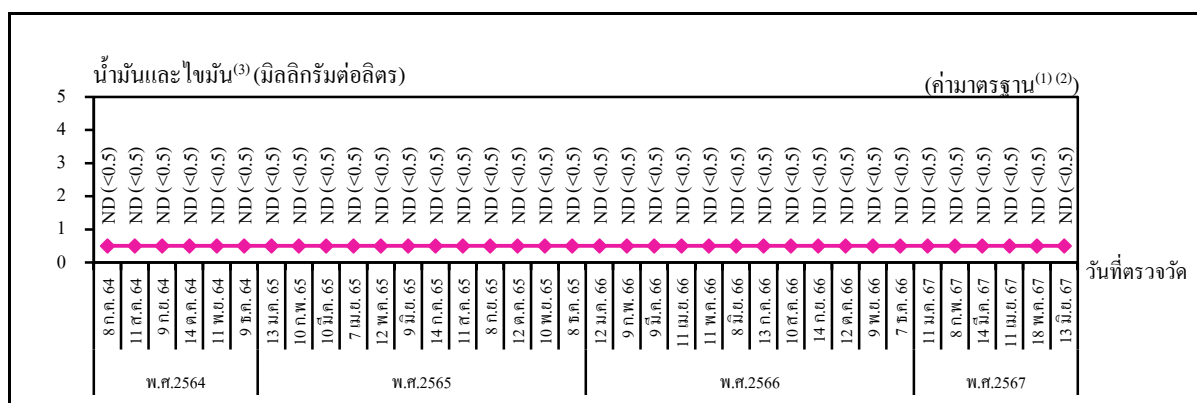 น้ำมันและไขมัน(3) (มิลลิกรัมต่อลิตร)
(ค่ามาตรฐาน(1) (2))
5
4
3
2
1
0
ND (<0.5) ND (<0.5) ND (<0.5) ND (<0.5) ND (<0.5) ND (<0.5) ND (<0.5) ND (<0.5) ND (<0.5) ND (<0.5) ND (<0.5) ND (<0.5) ND (<0.5) ND (<0.5) ND (<0.5) ND (<0.5) ND (<0.5) ND (<0.5) ND (<0.5) ND (<0.5) ND (<0.5) ND (<0.5) ND (<0.5) ND (<0.5) ND (<0.5) ND (<0.5) ND (<0.5) ND (<0.5) ND (<0.5) ND (<0.5) ND (<0.5) ND (<0.5) ND (<0.5) ND (<0.5) ND (<0.5) ND (<0.5)
วันที่ตรวจวัด
8 ก.ค. 64
11 ส.ค. 64
9 ก.ย. 64
14 ต.ค. 64
11 พ.ย. 64
9 ธ.ค. 64
13 ม.ค. 65
10 ก.พ. 65
10 มี.ค. 65
7 เม.ย. 65
12 พ.ค. 65
9 มิ.ย. 65
14 ก.ค. 65
11 ส.ค. 65
8 ก.ย. 65
12 ต.ค. 65
10 พ.ย. 65
8 ธ.ค. 65
12 ม.ค. 66
9 ก.พ. 66
9 มี.ค. 66
11 เม.ย. 66
11 พ.ค. 66
8 มิ.ย. 66
13 ก.ค. 66
10 ส.ค. 66
14 ก.ย. 66
12 ต.ค. 66
9 พ.ย. 66
7 ธ.ค. 66
11 ม.ค. 67
8 ก.พ. 67
14 มี.ค. 67
11 เม.ย. 67
18 พ.ค. 67
13 มิ.ย. 67
พ.ศ.2564 พ.ศ.2565 พ.ศ.2566 พ.ศ.2567